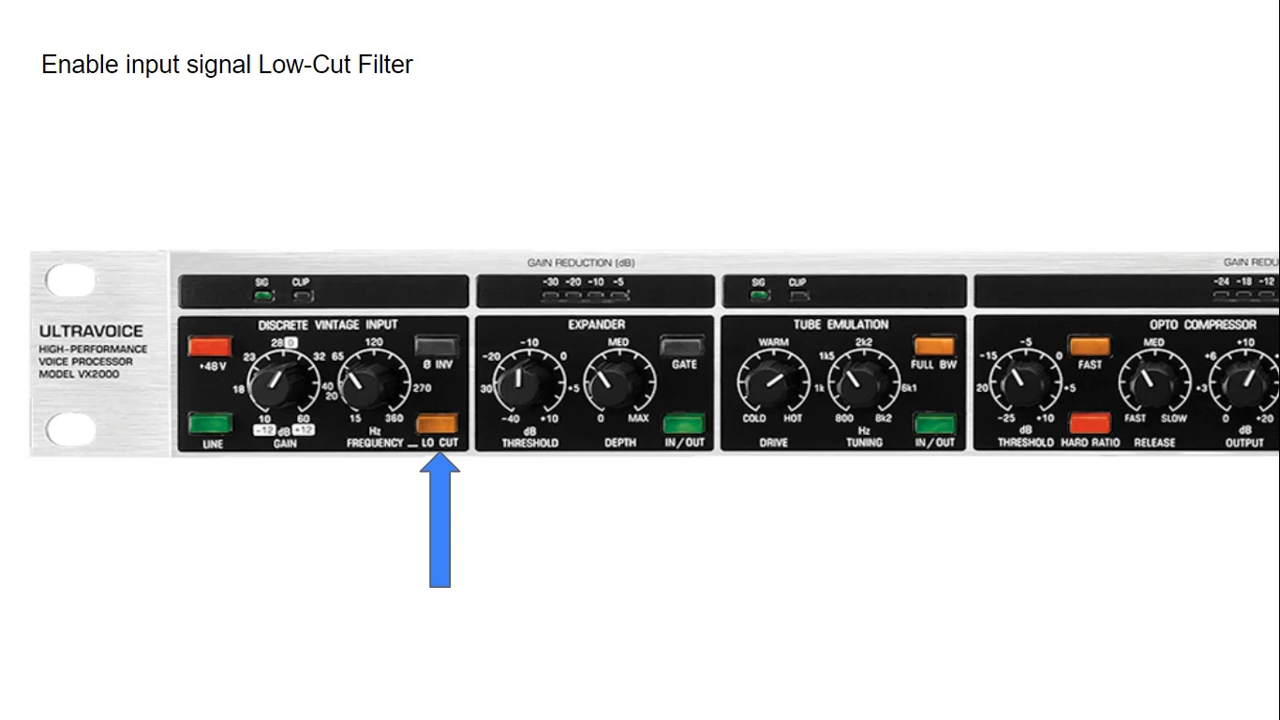 Enable input signal Low-Cut Filter
GAIN REDUCTION (dB)
GAIN REDU
SIG CLIP
-30 -20 -10 -5
SIG CLIP
-24 -18 -12
ULTRAVOICE
HIGH-PERFORMANCE
VOICE PROCESSOR
MODEL VX2000
DISCRETE VINTAGE INPUT
+48V
LINE
28 0
23 32
18 40
10 60
-12 dB +12
GAIN
120
65
20 270
15 360
Hz
FREQUENCY
Ø INV
LO CUT
EXPANDER
-10
-20 0
30 +5
-40 +10
dB
THRESHOLD
MED
0 MAX
DEPTH
GATE
IN/OUT
TUBE EMULATION
WARM
COLD HOT
DRIVE
2k2
1k5
1k 6k1
800 8k2
Hz
TUNING
FULL BW
IN/OUT
OPTO COMPRESSOR
-5
-15 0
20 +5
-25 +10
dB
THRESHOLD
FAST
HARD RATIO
MED
FAST SLOW
RELEASE
+10
+6
+3
0 +20
dB
OUTPUT